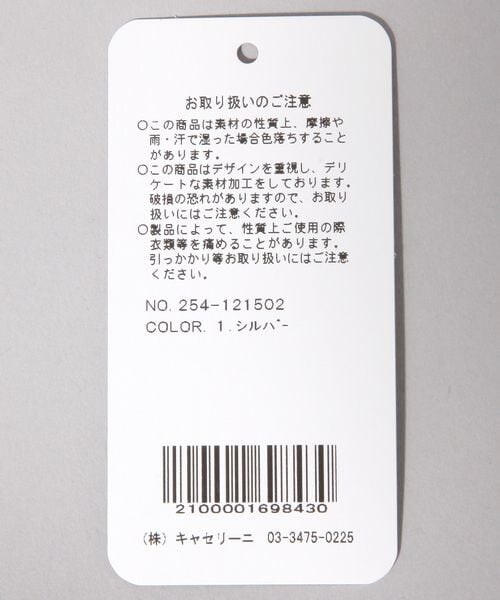 お取り扱いのご注意
○この商品は素材の性質上、摩擦や
雨・汗で湿った場合色落ちすること
があります。
○この商品はデザインを重視し、デリ
ケートな素材加工をしております。
破損の恐れがありますので、お取り
扱いにはご注意ください。
○製品によって、性質上ご使用の際
衣類等を痛めることがあります。
引っかかり等お取り扱いにはご注意
ください。
NO. 254-121502
COLOR. 1.シルバー
2100001698430
(株) キャセリーニ 03-3475-0225